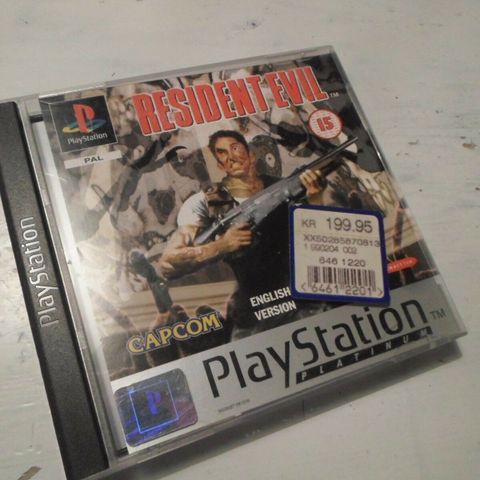 PlayStation
PlayStation
PAL
RESIDENT EVIL
TM
15
KR 199.95
XX50285870813
1 990204 002
646 1220
<6461 2201>
ENGLISH
VERSION
CAPCOM
PlayStation TM
PLATINUM